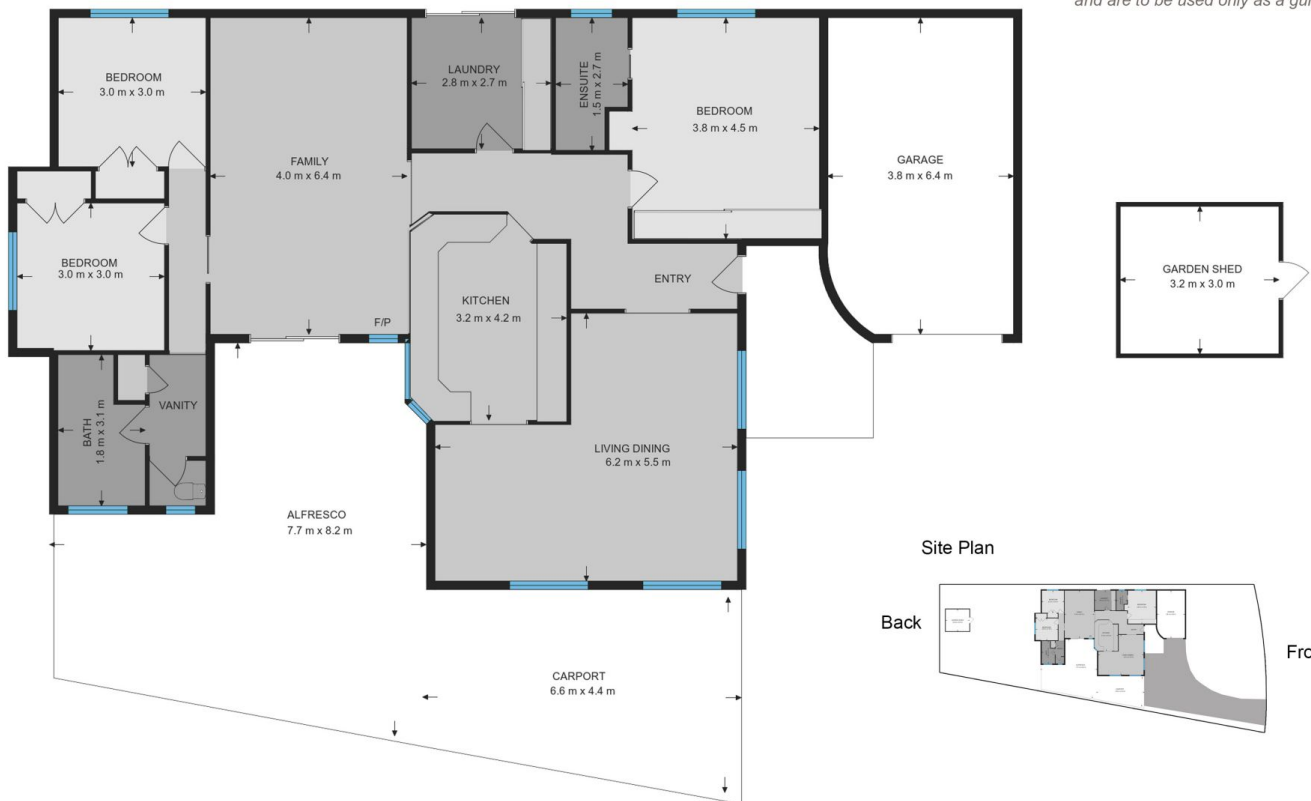 and are to be used only as a gui
BEDROOM
3.0 m x 3.0 m
FAMILY
4.0 m x 6.4 m
LAUNDRY
2.8 m x 2.7 m
ENSUITE
1.5 m x 2.7 m
BEDROOM
3.8 m x 4.5 m
GARAGE
3.8 m x 6.4 m
BEDROOM
3.0 m x 3.0 m
GARDEN SHED
3.2 m x 3.0 m
ENTRY
KITCHEN
3.2 m x 4.2 m
F/P
VANITY
BATH
1.8 m x 3.1 m
LIVING DINING
6.2 m x 5.5 m
ALFRESCO
7.7 m x 8.2 m
CARPORT
6.6 m x 4.4 m
Site Plan
Back
Fro